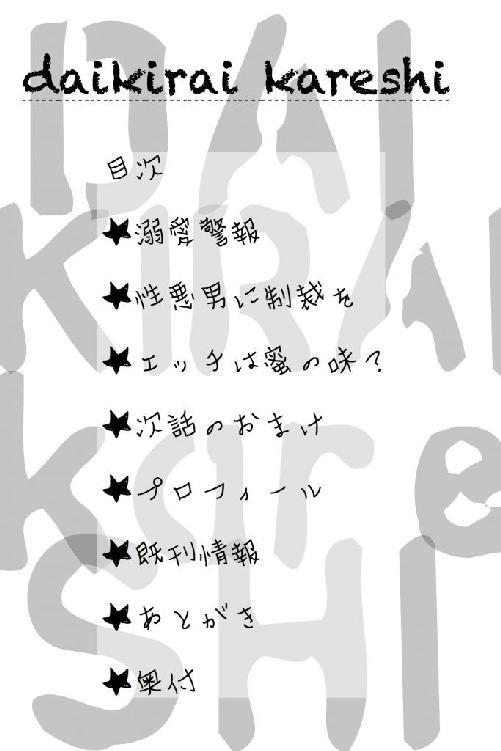 daikirai kareshi
目次
★溺愛警報
★性悪男に制裁を
★エッチは蜜の味?
★次話のおまけ
★プロフィール
★既刊情報
★あとがき
★奥付
DAI
KIRAI
kare
SHI